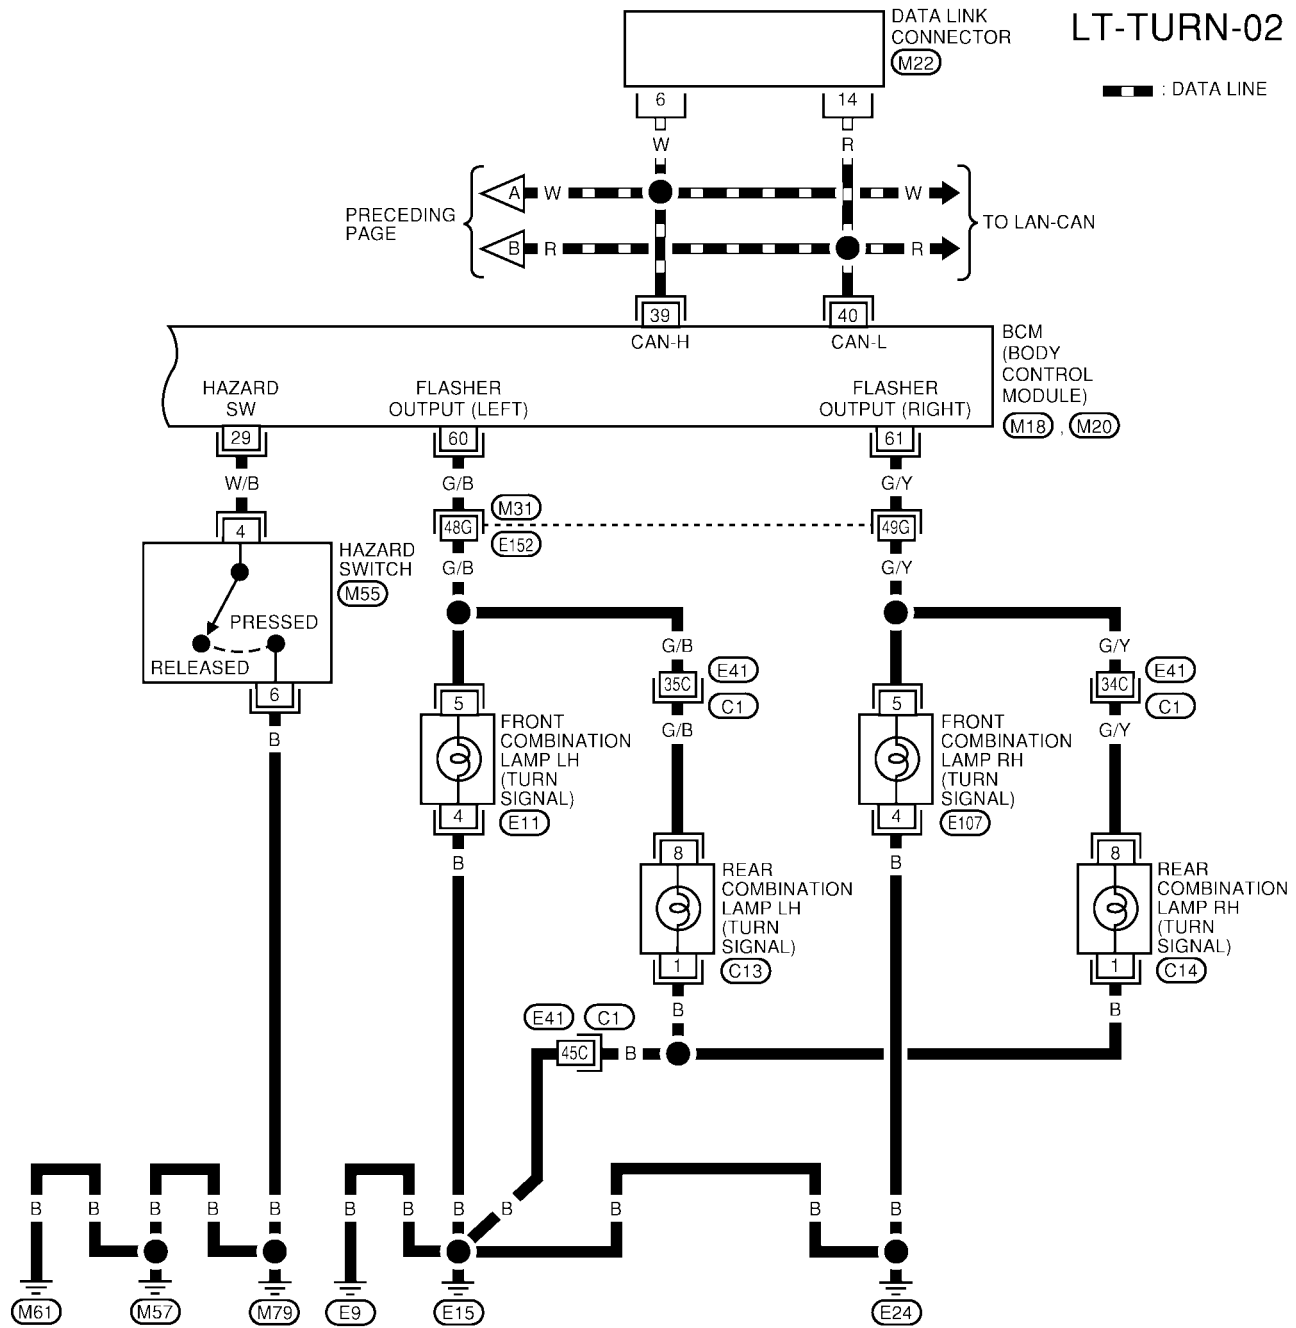 DATA LINK
CONNECTOR
M22
LT-TURN-02
: DATA LINE
6
14
W
R
PRECEDING
PAGE
A
W
W
B
R
R
TO LAN-CAN
39
40
CAN-H
CAN-L
BCM
(BODY
CONTROL
MODULE)
M18 , M20
HAZARD
SW
FLASHER
OUTPUT (LEFT)
FLASHER
OUTPUT (RIGHT)
29
60
61
W/B
G/B
G/Y
M31
48G
49G
E152
4
HAZARD
SWITCH
M55
G/B
G/Y
PRESSED
RELEASED
6
B
G/B
35C
E41
C1
G/B
G/Y
34C
E41
C1
G/Y
5
FRONT
COMBINATION
LAMP LH
(TURN
SIGNAL)
E11
4
B
5
FRONT
COMBINATION
LAMP RH
(TURN
SIGNAL)
E107
4
B
8
REAR
COMBINATION
LAMP LH
(TURN
SIGNAL)
C13
1
B
8
REAR
COMBINATION
LAMP RH
(TURN
SIGNAL)
C14
1
B
E41
C1
45C
B
B
B
B
B
B
B
B
B
B
B
B
B
M61
M57
M79
E9
E15
E24